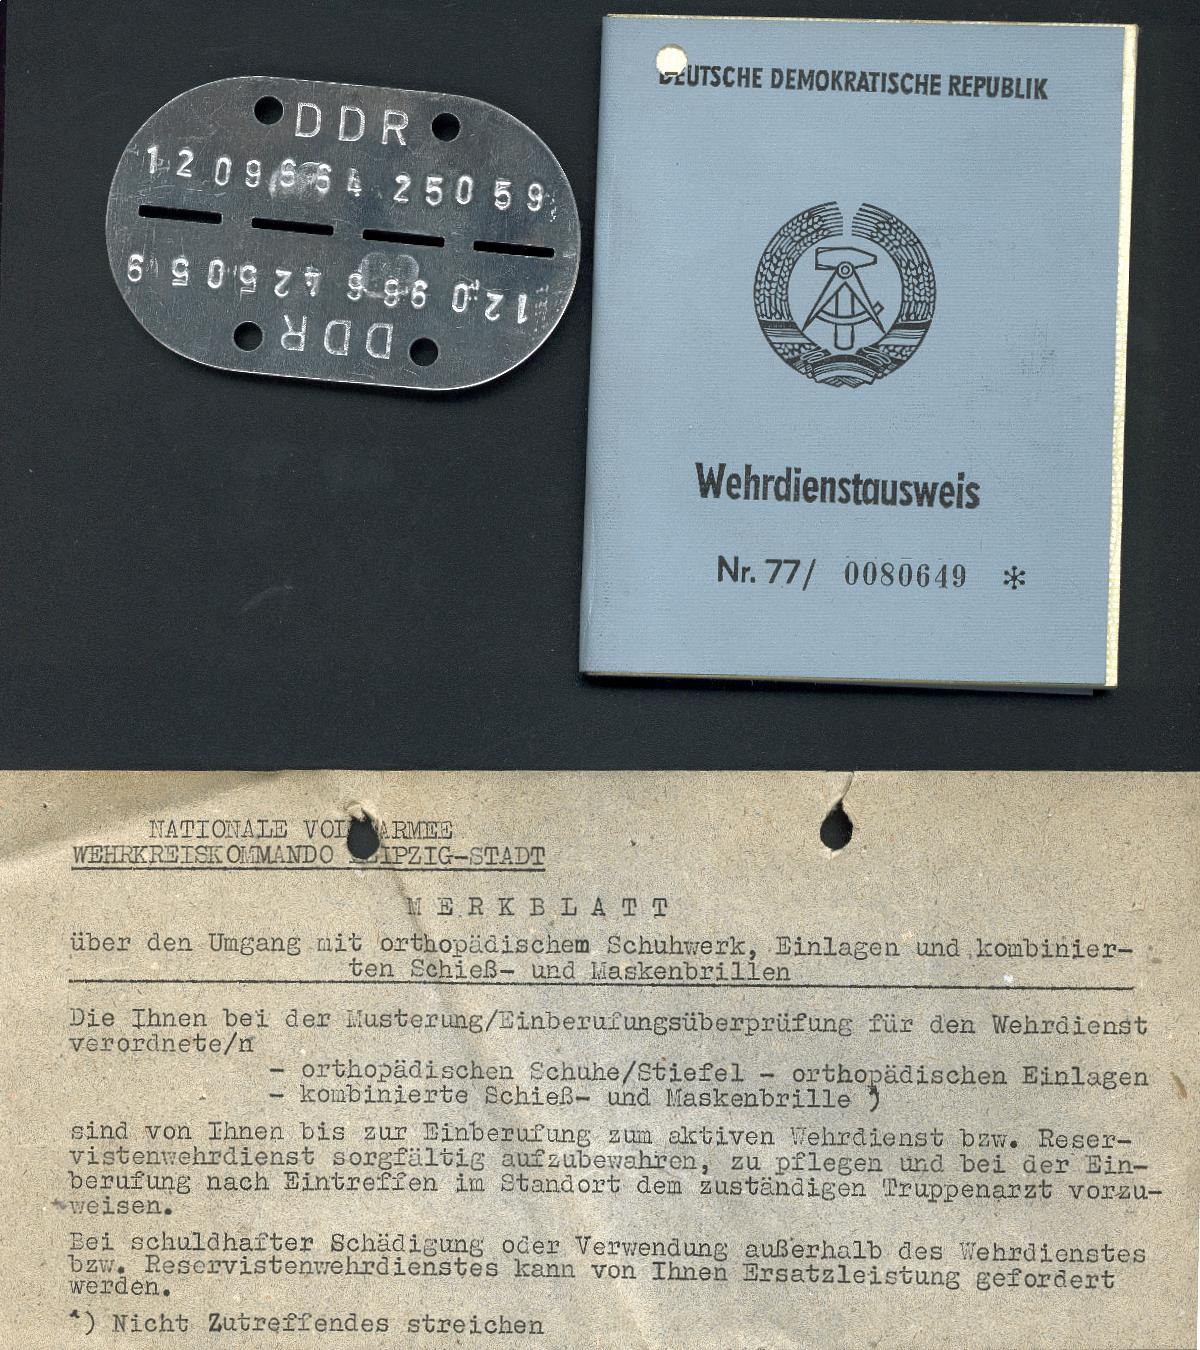 DDR
1209664 25059
1209664 25059
DDR
DEUTSCHE DEMOKRATISCHE REPUBLIK
Wehrdienstausweis
Nr. 77/ 0080649 *
NATIONALE VOLKSARMEE
WEHRKREISKOMMANDO LEIPZIG-STADT
MERKBLATT
über den Umgang mit orthopädischem Schuhwerk, Einlagen und kombinier-
ten Schieß- und Maskenbrillen
Die Ihnen bei der Musterung/Einberufungsüberprüfung für den Wehrdienst
verordnete/n
- orthopädischen Schuhe/Stiefel - orthopädischen Einlagen
- kombinierte Schieß- und Maskenbrille *)
sind von Ihnen bis zur Einberufung zum aktiven Wehrdienst bzw. Reser-
vistenwehrdienst sorgfältig aufzubewahren, zu pflegen und bei der Ein-
berufung nach Eintreffen im Standort dem zuständigen Truppenarzt vorzu-
weisen.
Bei schuldhafter Schädigung oder Verwendung außerhalb des Wehrdienstes
bzw. Reservistenwehrdienstes kann von Ihnen Ersatzleistung gefordert
werden.
*) Nicht Zutreffendes streichen